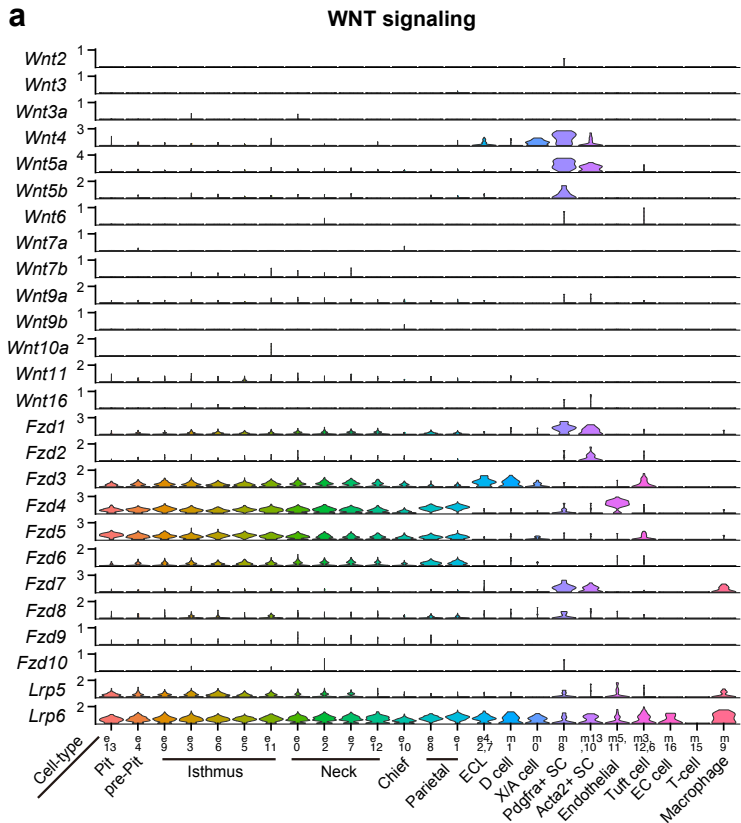 a
WNT signaling
Wnt2 1
Wnt3 1
Wnt3a 1
Wnt4 3
Wnt5a 4
Wnt5b 2
Wnt6 1
Wnt7a 1
Wnt7b 1
Wnt9a 2
Wnt9b 1
Wnt10a 2
Wnt11 2
Wnt16 1
Fzd1 3
Fzd2 2
Fzd3 2
Fzd4 3
Fzd5 3
Fzd6 2
Fzd7 3
Fzd8 2
Fzd9 1
Fzd10 1
Lrp5 2
Lrp6 2
e e e e e e e e e e e e e e e4, m m m m13 m5, m3, m m m
13 4 9 3 6 5 11 0 2 7 12 10 8 1 2,7 1 0 8 ,10 11 12,6 16 15 9
Cell-type
Pit
pre-Pit
Isthmus
Neck
Chief
Parietal
ECL
D cell
X/A cell
Pdgfra+ SC
Acta2+ SC
Endothelial
Tuft cell
EC cell
T-cell
Macrophage